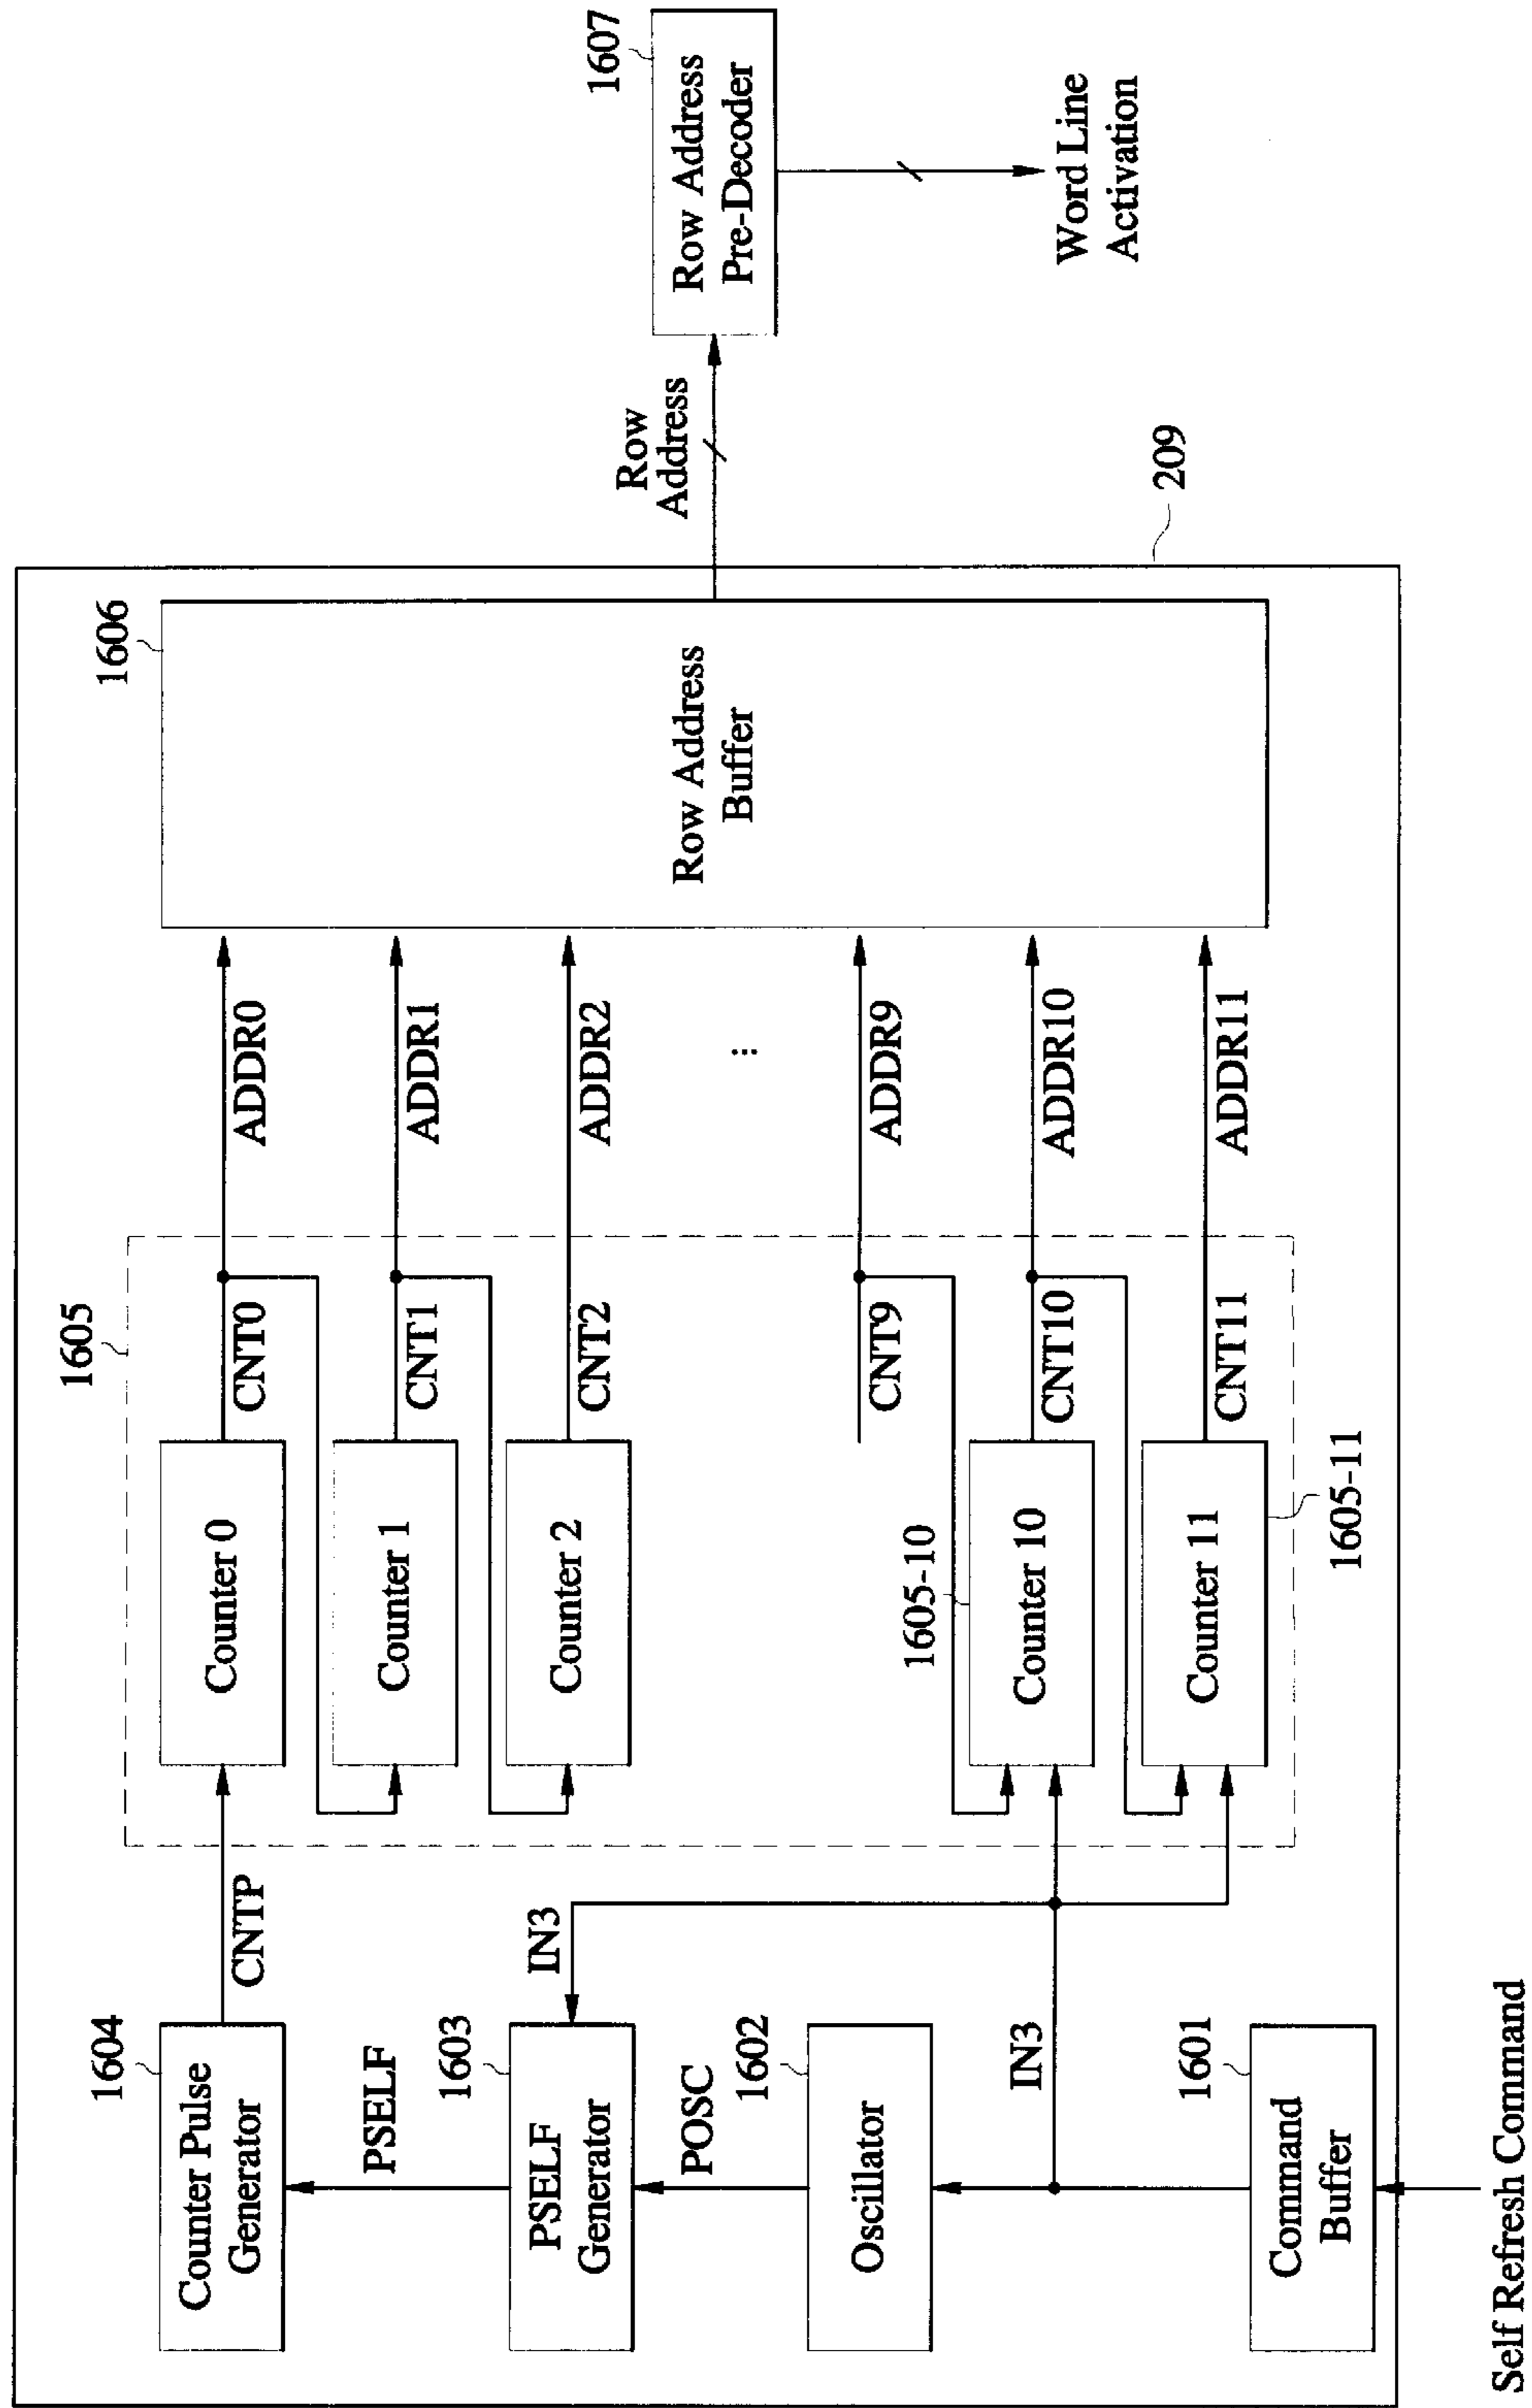 1604
Counter Pulse
Generator
CNTP
PSELF
1603
PSELF
Generator
IN3
POSC
1602
Oscillator
IN3
1601
Command
Buffer
Self Refresh Command
1605
Counter 0
CNT0
ADDR0
Counter 1
CNT1
ADDR1
Counter 2
CNT2
ADDR2
...
CNT9
ADDR9
1605-10
Counter 10
CNT10
ADDR10
Counter 11
CNT11
ADDR11
1605-11
1606
Row Address
Buffer
209
Row
Address
1607
Row Address
Pre-Decoder
Word Line
Activation